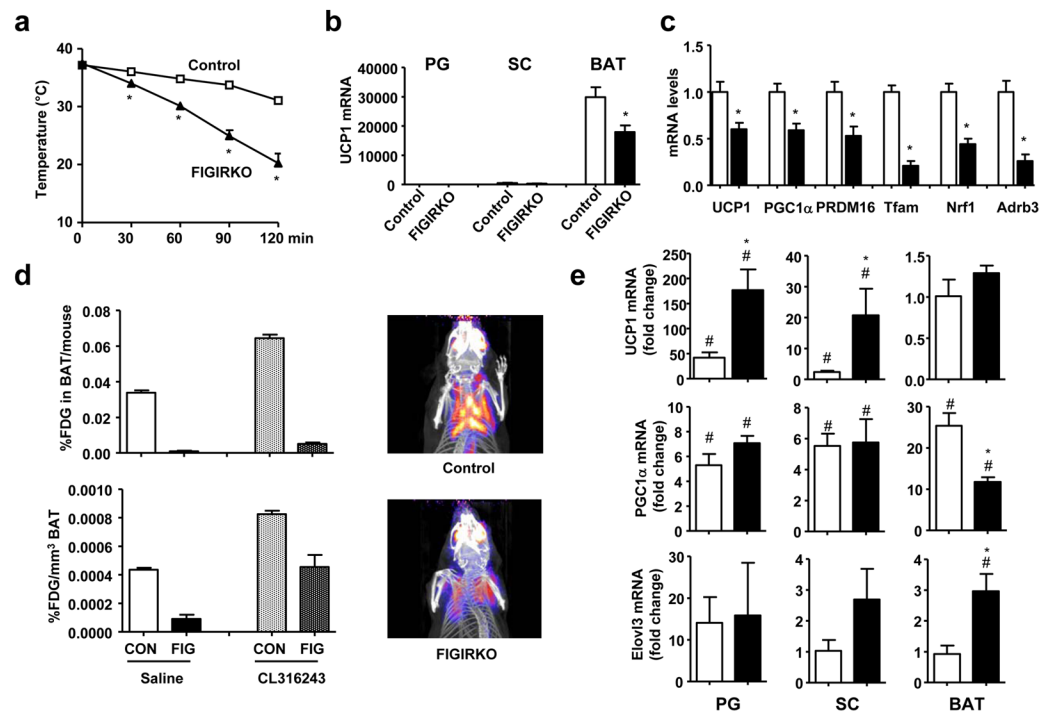 a
Temperature (°C)
40
30
20
10
0
30
60
90
120 min
Control
FIGIRKO
*
*
*
*
b
UCP1 mRNA
40000
30000
20000
10000
0
PG
SC
BAT
*
Control
FIGIRKO
Control
FIGIRKO
Control
FIGIRKO
c
mRNA levels
1.5
1.0
0.5
0.0
*
*
*
*
*
*
UCP1
PGC1α
PRDM16
Tfam
Nrf1
Adrb3
d
%FDG in BAT/mouse
0.08
0.06
0.04
0.02
0.00
%FDG/mm³ BAT
0.0010
0.0008
0.0006
0.0004
0.0002
0.0000
CON
FIG
CON
FIG
Saline
CL316243
Control
FIGIRKO
e
UCP1 mRNA
(fold change)
250
200
150
100
50
0
#
*
#
40
30
20
10
0
#
*
#
1.5
1.0
0.5
0.0
PGC1α mRNA
(fold change)
10
8
6
4
2
0
#
#
8
6
4
2
0
#
#
30
20
10
0
#
*
#
Elovl3 mRNA
(fold change)
30
20
10
0
4
3
2
1
0
4
3
2
1
0
*
#
PG
SC
BAT